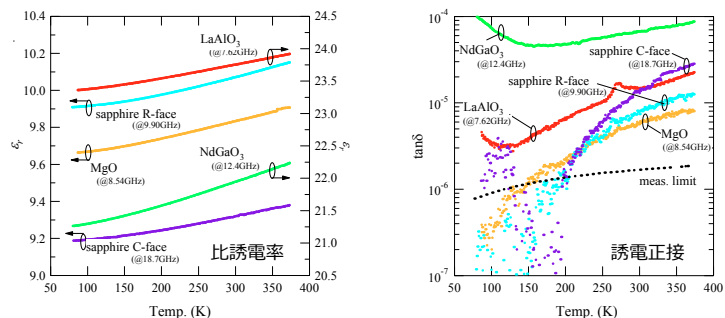 10.4
10.2
10.0
9.8
9.6
9.4
9.2
9.0
εr
24.5
24.0
23.5
23.0
22.5
22.0
21.5
21.0
20.5
εr
LaAlO3
(@7.62GHz)
sapphire R-face
(@9.90GHz)
MgO
(@8.54GHz)
NdGaO3
(@12.4GHz)
sapphire C-face
(@18.7GHz)
比誘電率
50 100 150 200 250 300 350 400
Temp. (K)
10-4
10-5
10-6
10-7
tanδ
NdGaO3
(@12.4GHz)
sapphire C-face
(@18.7GHz)
sapphire R-face
(@9.90GHz)
LaAlO3
(@7.62GHz)
MgO
(@8.54GHz)
meas. limit
誘電正接
50 100 150 200 250 300 350 400
Temp. (K)